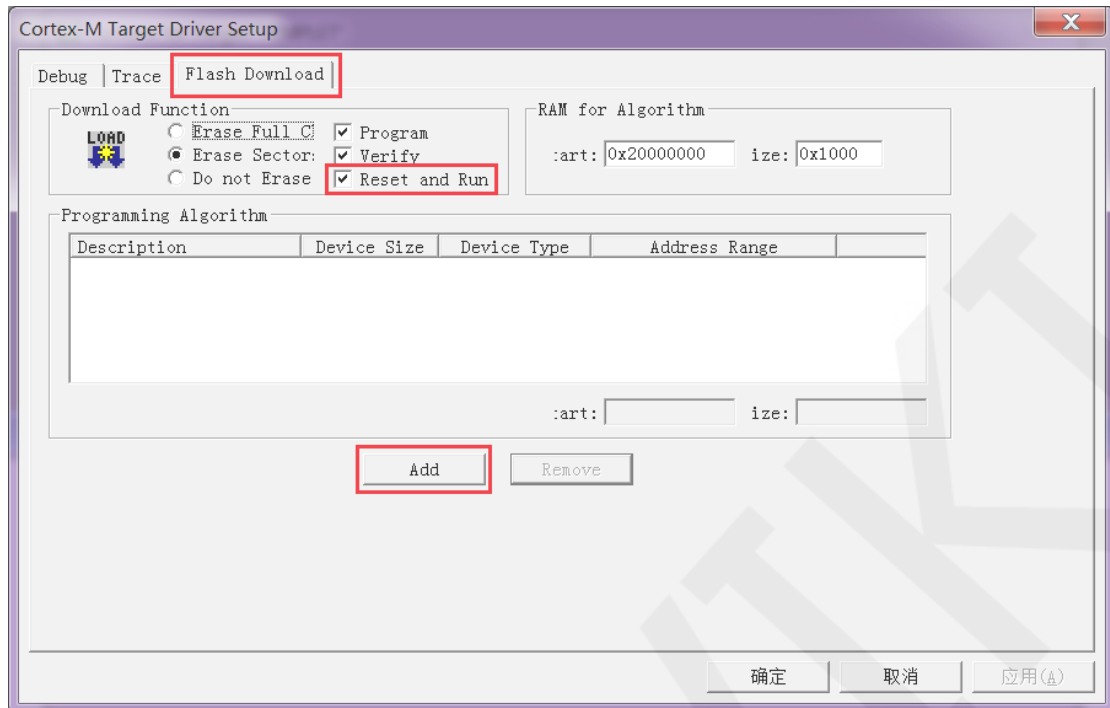 Cortex-M Target Driver Setup
Debug Trace Flash Download
Download Function
LOAD
Erase Full C
Erase Sector:
Do not Erase
Program
Verify
Reset and Run
RAM for Algorithm
:art: 0x20000000 ize: 0x1000
Programming Algorithm
Description Device Size Device Type Address Range
:art: ize:
Add Remove
确定 取消 应用(A)